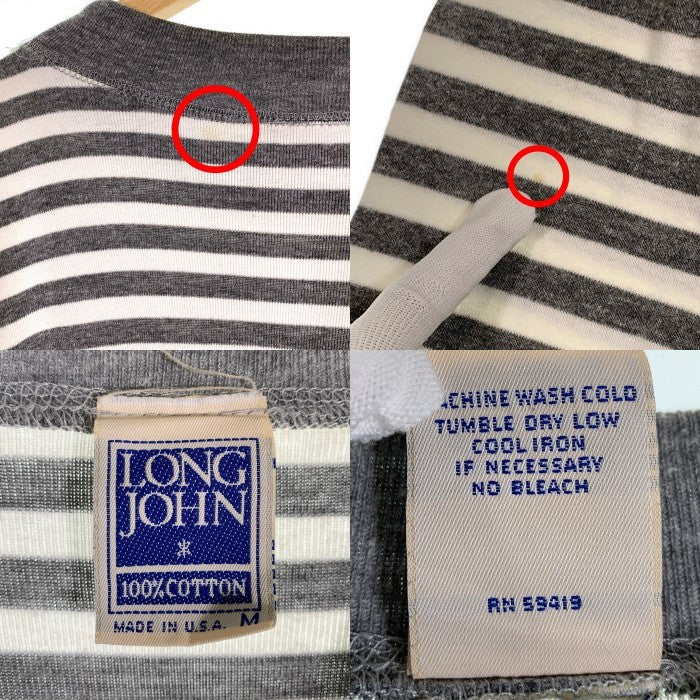 LONG
JOHN
100% COTTON
MADE IN U.S.A. M
MACHINE WASH COLD
TUMBLE DRY LOW
COOL IRON
IF NECESSARY
NO BLEACH
RN 59419